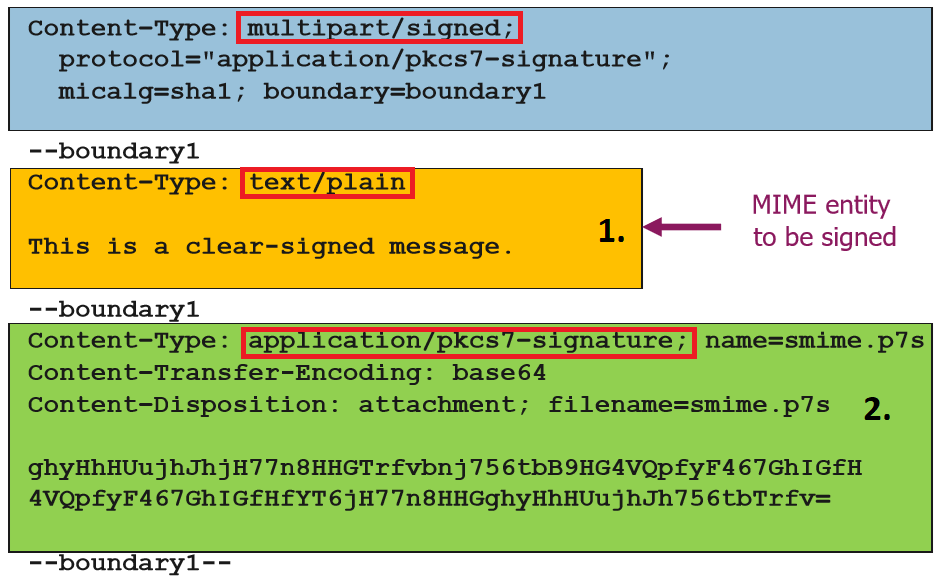 Content-Type: multipart/signed;
protocol="application/pkcs7-signature";
micalg=sha1; boundary=boundary1
--boundary1
Content-Type: text/plain
This is a clear-signed message.
1.
MIME entity
to be signed
--boundary1
Content-Type: application/pkcs7-signature; name=smime.p7s
Content-Transfer-Encoding: base64
Content-Disposition: attachment; filename=smime.p7s
2.
ghyHhHUujhJhjH77n8HHGTrfvbnj756tbB9HG4VQpfyF467GhIGfH
4VQpfyF467GhIGfHfYT6jH77n8HHGghyHhHUujhJh756tbTrfv=
--boundary1--